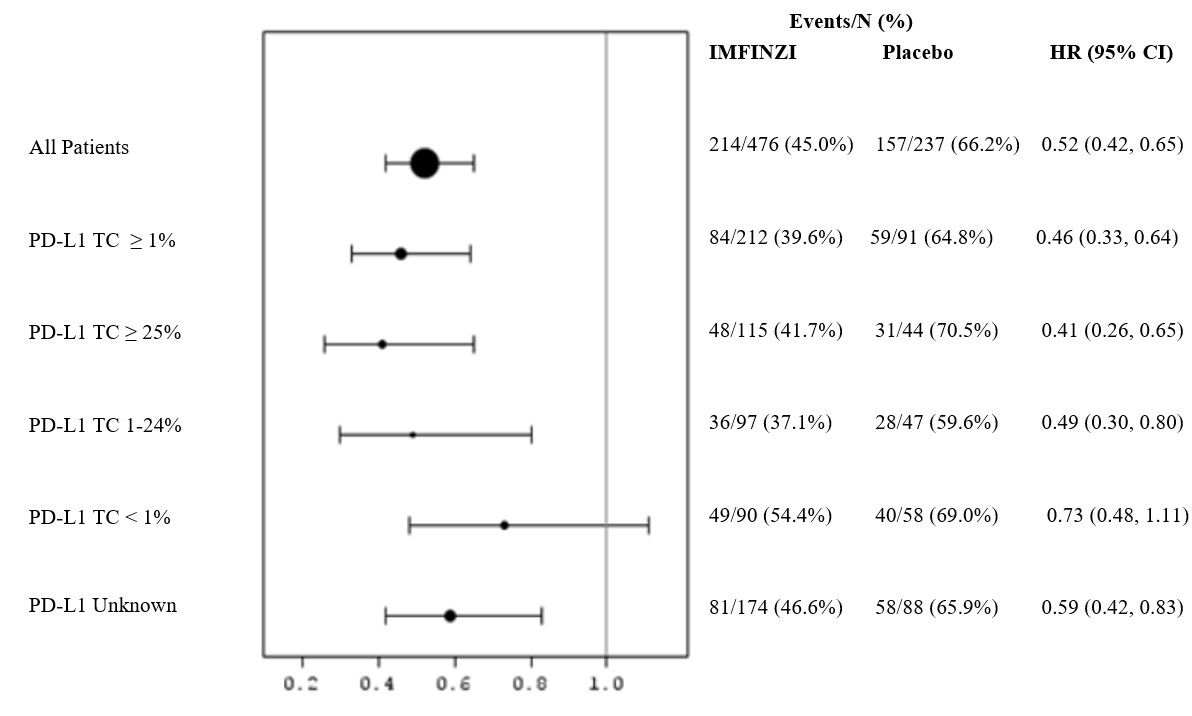 Events/N (%)
IMFINZI Placebo HR (95% CI)
All Patients 214/476 (45.0%) 157/237 (66.2%) 0.52 (0.42, 0.65)
PD-L1 TC ≥ 1% 84/212 (39.6%) 59/91 (64.8%) 0.46 (0.33, 0.64)
PD-L1 TC ≥ 25% 48/115 (41.7%) 31/44 (70.5%) 0.41 (0.26, 0.65)
PD-L1 TC 1-24% 36/97 (37.1%) 28/47 (59.6%) 0.49 (0.30, 0.80)
PD-L1 TC < 1% 49/90 (54.4%) 40/58 (69.0%) 0.73 (0.48, 1.11)
PD-L1 Unknown 81/174 (46.6%) 58/88 (65.9%) 0.59 (0.42, 0.83)
0.2 0.4 0.6 0.8 1.0